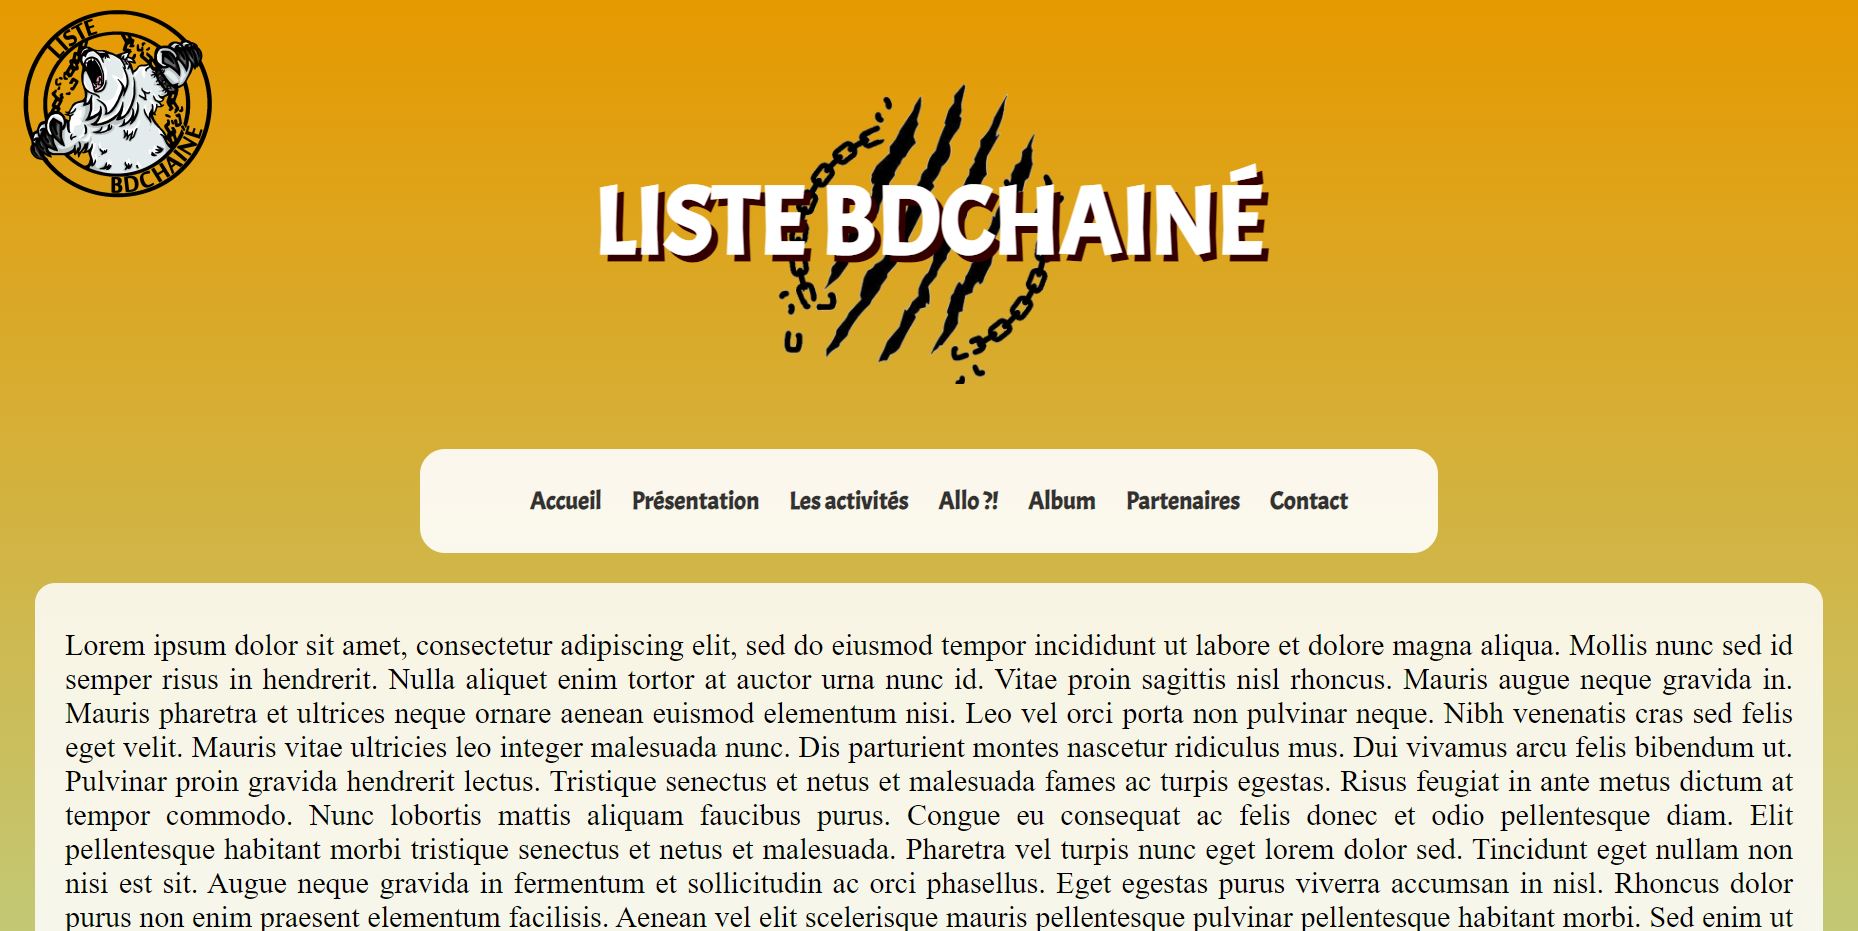 LISTE
BDCHAINÉ
LISTE BDCHAINÉ
Accueil Présentation Les activités Allo ?! Album Partenaires Contact
Lorem ipsum dolor sit amet, consectetur adipiscing elit, sed do eiusmod tempor incididunt ut labore et dolore magna aliqua. Mollis nunc sed id
semper risus in hendrerit. Nulla aliquet enim tortor at auctor urna nunc id. Vitae proin sagittis nisl rhoncus. Mauris augue neque gravida in.
Mauris pharetra et ultrices neque ornare aenean euismod elementum nisi. Leo vel orci porta non pulvinar neque. Nibh venenatis cras sed felis
eget velit. Mauris vitae ultricies leo integer malesuada nunc. Dis parturient montes nascetur ridiculus mus. Dui vivamus arcu felis bibendum ut.
Pulvinar proin gravida hendrerit lectus. Tristique senectus et netus et malesuada fames ac turpis egestas. Risus feugiat in ante metus dictum at
tempor commodo. Nunc lobortis mattis aliquam faucibus purus. Congue eu consequat ac felis donec et odio pellentesque diam. Elit
pellentesque habitant morbi tristique senectus et netus et malesuada. Pharetra vel turpis nunc eget lorem dolor sed. Tincidunt eget nullam non
nisi est sit. Augue neque gravida in fermentum et sollicitudin ac orci phasellus. Eget egestas purus viverra accumsan in nisl. Rhoncus dolor
purus non enim praesent elementum facilisis. Aenean vel elit scelerisque mauris pellentesque pulvinar pellentesque habitant morbi. Sed enim ut